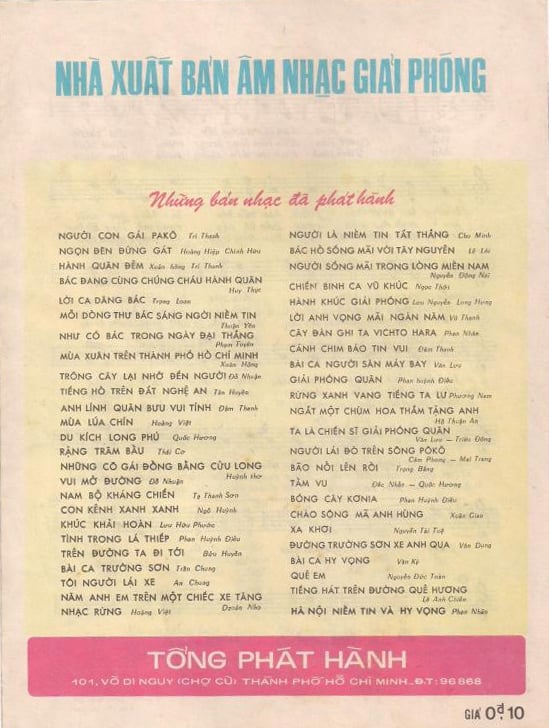 NHÀ XUẤT BẢN ÂM NHẠC GIẢI PHÓNG
Những bản nhạc đã phát hành
NGƯỜI CON GÁI PAKÔ Trí Thanh
NGỌN ĐÈN ĐỨNG GÁT Hoàng Hiệp Chính Hữu
HÀNH QUÂN ĐÊM Xuân hồng Trí Thanh
BÁC ĐANG CÙNG CHÚNG CHÁU HÀNH QUÂN
Huy Thục
LỜI CA DÂNG BÁC Trọng Loan
MỖI DÒNG THƯ BÁC SÁNG NGỜI NIỀM TIN
Thuận Yến
NHƯ CÓ BÁC TRONG NGÀY ĐẠI THẮNG
Phạm Tuyên
MÙA XUÂN TRÊN THÀNH PHỐ HỒ CHÍ MINH
Xuân Hồng
TRỒNG CÂY LẠI NHỚ ĐẾN NGƯỜI Đỗ Nhuận
TIẾNG HÒ TRÊN ĐẤT NGHỆ AN Tân Huyền
ANH LÍNH QUÂN BƯU VUI TÍNH Đàm Thanh
MÙA LÚA CHÍN Hoàng Việt
DU KÍCH LONG PHÚ Quốc Hương
RẶNG TRÂM BẦU Thái Cơ
NHỮNG CÔ GÁI ĐỒNG BẰNG CỬU LONG
Huỳnh thơ
VUI MỞ ĐƯỜNG Đỗ Nhuận
NAM BỘ KHÁNG CHIẾN Tạ Thanh Sơn
CON KÊNH XANH XANH Ngô Huỳnh
KHÚC KHẢI HOÀN Lưu Hữu Phước
TÌNH TRONG LÁ THIẾP Phan Huỳnh Điểu
TRÊN ĐƯỜNG TA ĐI TỚI Bửu Huyền
BÀI CA TRƯỜNG SƠN Trần Chung
TÔI NGƯỜI LÁI XE An Chung
NĂM ANH EM TRÊN MỘT CHIẾC XE TĂNG
Doãn Nho
NHẠC RỪNG Hoàng Việt
NGƯỜI LÀ NIỀM TIN TẤT THẮNG Chu Minh
BÁC HỒ SỐNG MÃI VỚI TÂY NGUYÊN Lê Lôi
NGƯỜI SỐNG MÃI TRONG LÒNG MIỀN NAM
Nguyễn Đồng Nai
CHIẾN BINH CA VŨ KHÚC Ngọc Thới
HÀNH KHÚC GIẢI PHÓNG Lưu Nguyễn Long Hưng
LỜI ANH VỌNG MÃI NGÀN NĂM Vũ Thanh
CÂY ĐÀN GHI TA VICHTO HARA Phan Nhân
CÁNH CHIM BÁO TIN VUI Đàm Thanh
BÀI CA NGƯỜI SĂN MÁY BAY Văn Lưu
GIẢI PHÓNG QUÂN Phan huỳnh Điểu
RỪNG XANH VANG TIẾNG TA LƯ Phương Nam
NGẮT MỘT CHÙM HOA THẮM TẶNG ANH
Hồ Thuận An
TA LÀ CHIẾN SĨ GIẢI PHÓNG QUÂN
Văn Lưu — Triều Dâng
NGƯỜI LÁI ĐÒ TRÊN SÔNG PÔKÔ
Cẩm Phong — Mai Trang
BÃO NỔI LÊN RỒI Trọng Bằng
TẦM VU Đắc Nhẫn — Quốc Hương
BÓNG CÂY KƠNIA Phan Huỳnh Điểu
CHÀO SÔNG MÃ ANH HÙNG Xuân Giao
XA KHƠI Nguyễn Tài Tuệ
ĐƯỜNG TRƯỜNG SƠN XE ANH QUA Văn Dung
BÀI CA HY VỌNG Văn Ký
QUÊ EM Nguyễn Đức Toàn
TIẾNG HÁT TRÊN ĐƯỜNG QUÊ HƯƠNG
Lê Anh Chiến
HÀ NỘI NIỀM TIN VÀ HY VỌNG Phan Nhân
TỔNG PHÁT HÀNH
101, VÕ DI NGUY (CHỢ CŨ) THÀNH PHỐ HỒ CHÍ MINH_ĐT: 96868
GIÁ 0đ.10